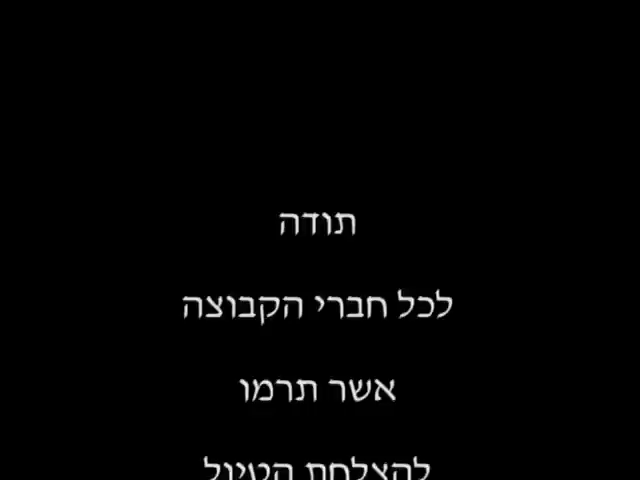 תודה
לכל חברי הקבוצה
אשר תרמו
להצלחת הטיול